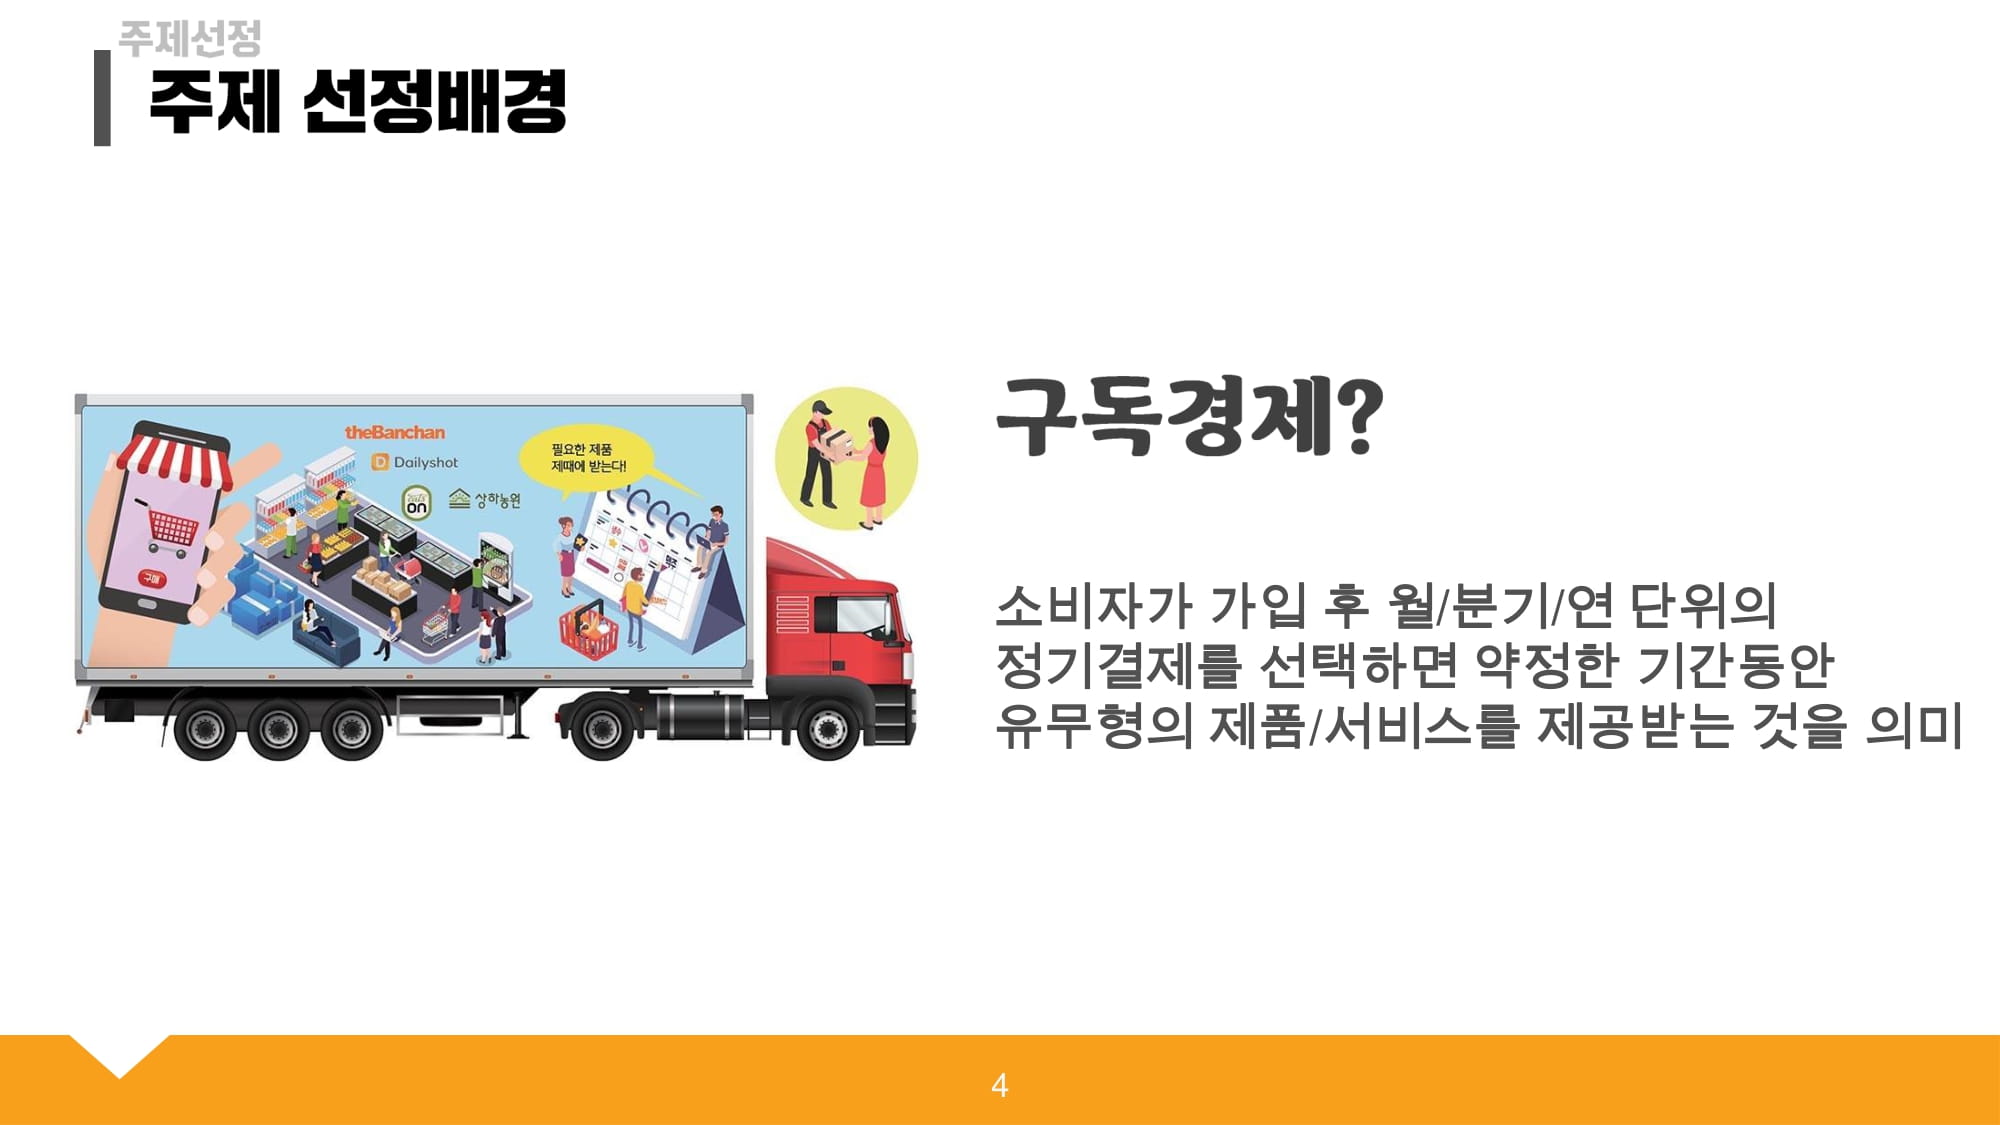 주제선정
주제 선정배경
theBanchan
Dailyshot
on
상하농원
필요한 제품
제때에 받는다!
구매
구독경제?
소비자가 가입 후 월/분기/연 단위의
정기결제를 선택하면 약정한 기간동안
유무형의 제품/서비스를 제공받는 것을 의미
4